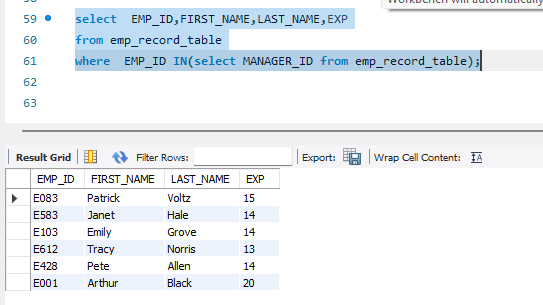 Workbench will automatically
59 select EMP_ID,FIRST_NAME,LAST_NAME,EXP
60 from emp_record_table
61 where EMP_ID IN(select MANAGER_ID from emp_record_table);
62
63
Result Grid Filter Rows: Export: Wrap Cell Content:
EMP_ID FIRST_NAME LAST_NAME EXP
E083 Patrick Voltz 15
E583 Janet Hale 14
E103 Emily Grove 14
E612 Tracy Norris 13
E428 Pete Allen 14
E001 Arthur Black 20